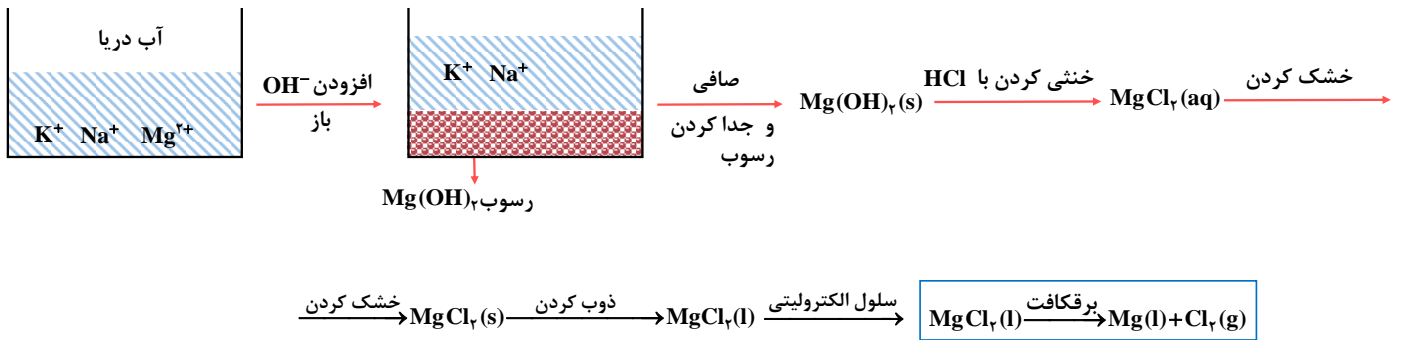 آب دریا
K⁺ Na⁺ Mg²⁺
افزودن OH⁻
باز
K⁺ Na⁺
رسوب Mg(OH)₂
صافی
و جدا کردن
رسوب
Mg(OH)₂(s)
خنثی کردن با HCl
MgCl₂(aq)
خشک کردن
خشک کردن
MgCl₂(s)
ذوب کردن
MgCl₂(l)
سلول الکترولیتی
برقکافت
MgCl₂(l) → Mg(l)+Cl₂(g)